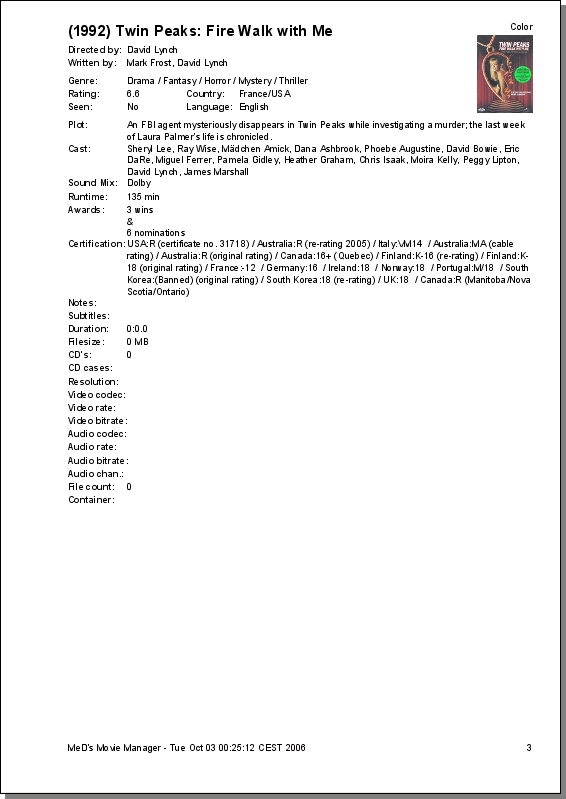 (1992) Twin Peaks: Fire Walk with Me
Color
Directed by: David Lynch
Written by: Mark Frost, David Lynch
TWIN PEAKS
Genre: Drama / Fantasy / Horror / Mystery / Thriller
Rating: 6.6 Country: France/USA
Seen: No Language: English
Plot: An FBI agent mysteriously disappears in Twin Peaks while investigating a murder; the last week
of Laura Palmer's life is chronicled.
Cast: Sheryl Lee, Ray Wise, Mädchen Amick, Dana Ashbrook, Phoebe Augustine, David Bowie, Eric
DaRe, Miguel Ferrer, Pamela Gidley, Heather Graham, Chris Isaak, Moira Kelly, Peggy Lipton,
David Lynch, James Marshall
Sound Mix: Dolby
Runtime: 135 min
Awards: 3 wins
&
6 nominations
Certification: USA:R (certificate no. 31718) / Australia:R (re-rating 2005) / Italy:VM14 / Australia:MA (cable
rating) / Australia:R (original rating) / Canada:16+ (Quebec) / Finland:K-16 (re-rating) / Finland:K-
18 (original rating) / France:-12 / Germany:16 / Ireland:18 / Norway:18 / Portugal:M/18 / South
Korea:(Banned) (original rating) / South Korea:18 (re-rating) / UK:18 / Canada:R (Manitoba/Nova
Scotia/Ontario)
Notes:
Subtitles:
Duration: 0:0.0
Filesize: 0 MB
CD's: 0
CD cases:
Resolution:
Video codec:
Video rate:
Video bitrate:
Audio codec:
Audio rate:
Audio bitrate:
Audio chan.:
File count: 0
Container:
MeD's Movie Manager - Tue Oct 03 00:25:12 CEST 2006
3